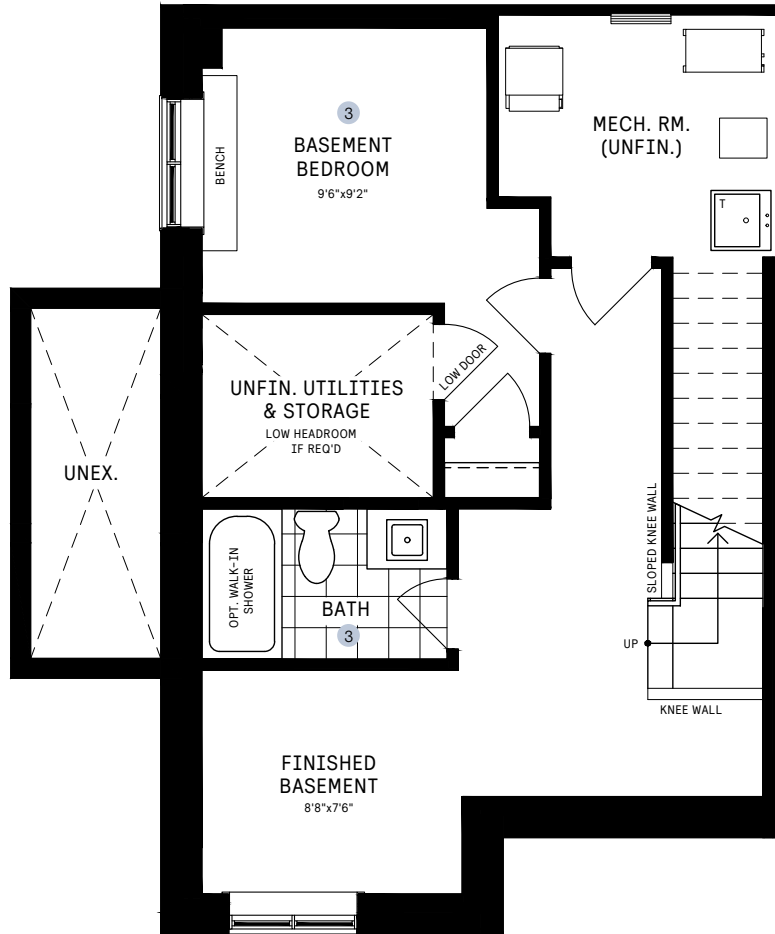 3
BASEMENT
BEDROOM
9'6"x9'2"
BENCH
MECH. RM.
(UNFIN.)
T
UNFIN. UTILITIES
& STORAGE
LOW HEADROOM
IF REQ'D
LOW DOOR
UNEX.
OPT. WALK-IN
SHOWER
BATH
3
SLOPED KNEE WALL
UP
KNEE WALL
FINISHED
BASEMENT
8'8"x7'6"